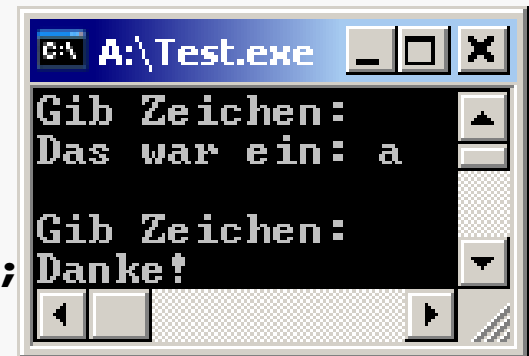 A:\Test.exe
Gib Zeichen:
Das war ein: a
Gib Zeichen:
; Danke!